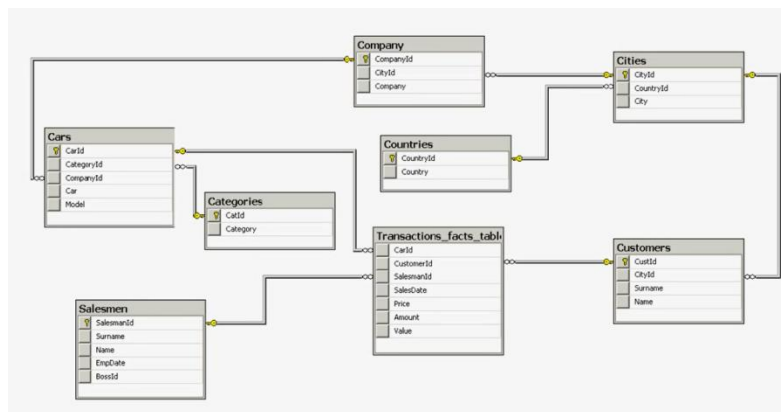 Company
CompanyId
CityId
Company
Cities
CityId
CountryId
City
Cars
CarId
CategoryId
CompanyId
Car
Model
Countries
CountryId
Country
Categories
CatId
Category
Transactions_facts_table
CarId
CustomerId
SalesmanId
SalesDate
Price
Amount
Value
Customers
CustId
CityId
Surname
Name
Salesmen
SalesmanId
Surname
Name
EmpDate
BossId